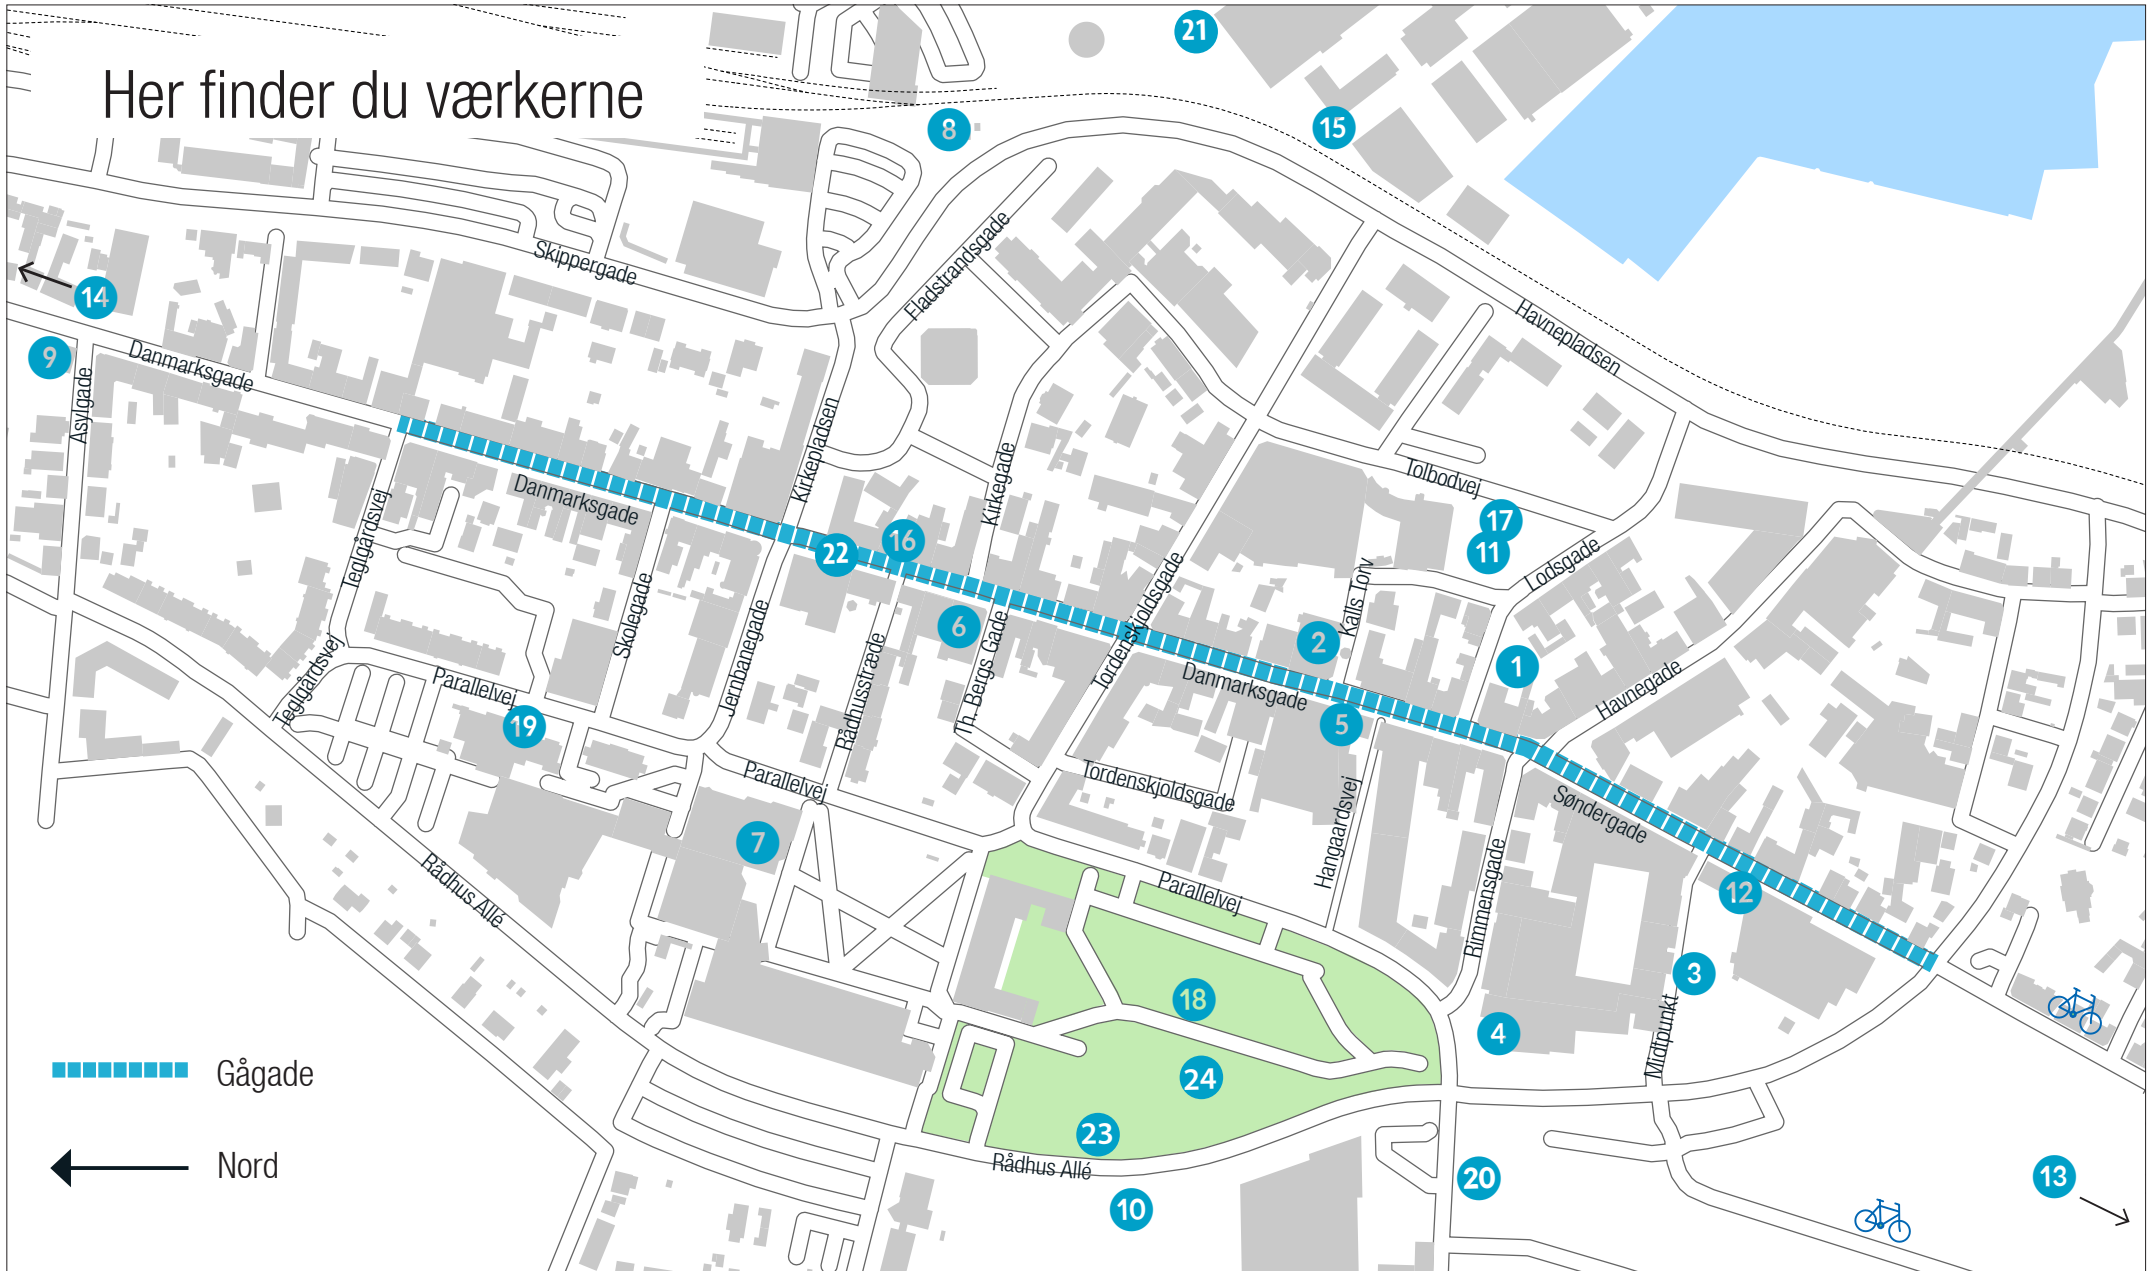 Her finder du værkerne
21
8
15
Skippergade
Fladstrandsgade
14
Havnepladsen
9
Danmarksgade
Asylgade
Kirkepladsen
Kirkegade
Tolbodvej
Danmarksgade
Teglgårdsvej
17
16
22
11
Lodsgade
Kalls Torv
Tordenskjoldsgade
Skolegade
Jernbanegade
6
2
Rådhusstræde
Th. Bergs Gade
1
Teglgårdsvej
Parallelvej
Danmarksgade
Havnegade
19
5
Parallelvej
Tordenskjoldsgade
Hangaardsvej
Søndergade
7
Rådhus Allé
Parallelvej
Rimmensgade
12
3
18
4
Midtpunkt
Gågade
24
23
Nord
Rådhus Allé
20
13
10